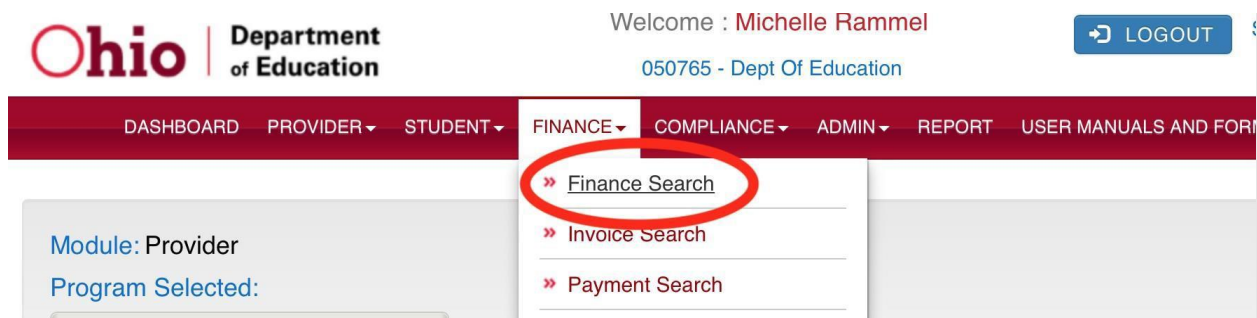 Ohio Department of Education
Welcome : Michelle Rammel
050765 - Dept Of Education
LOGOUT
DASHBOARD PROVIDER STUDENT FINANCE COMPLIANCE ADMIN REPORT USER MANUALS AND
» Finance Search
» Invoice Search
» Payment Search
Module: Provider
Program Selected: